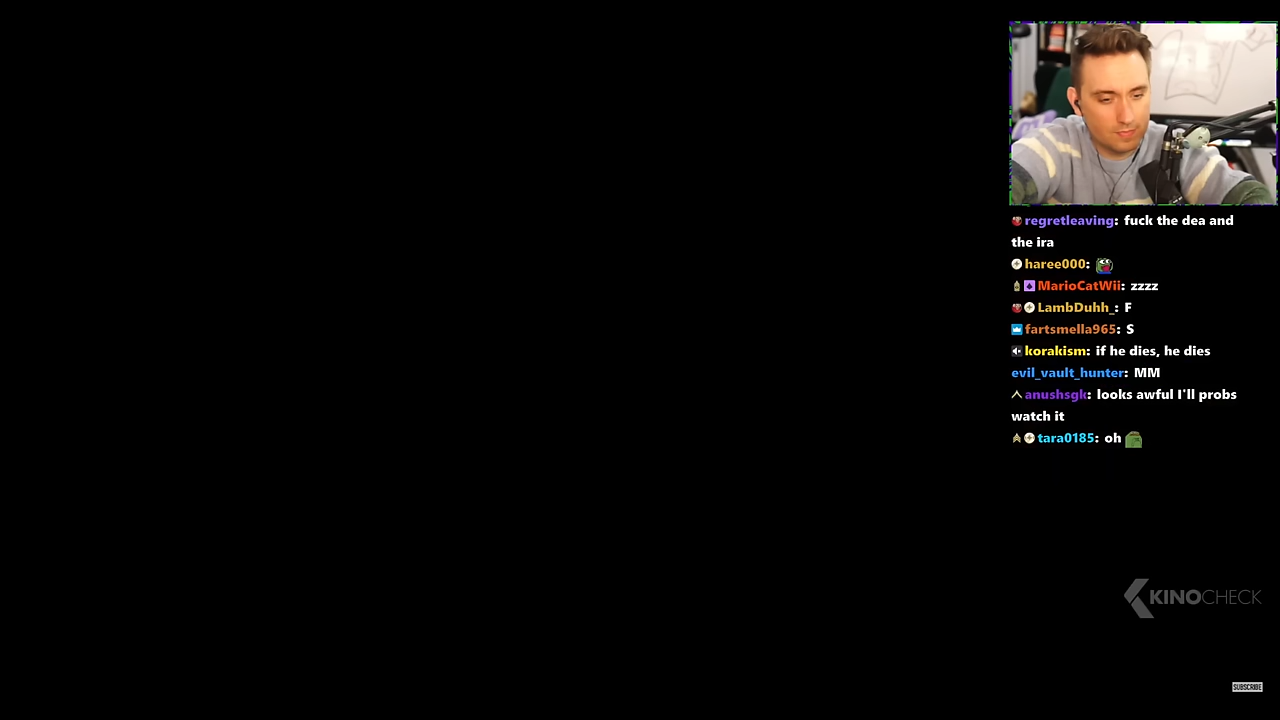 regretleaving: fuck the dea and
the ira
haree000:
MarioCatWii: zzzz
LambDuhh_: F
fartsmella965: S
korakism: if he dies, he dies
evil_vault_hunter: MM
anushsgk: looks awful I'll probs
watch it
tara0185: oh
KINOCHECK
SUBSCRIBE